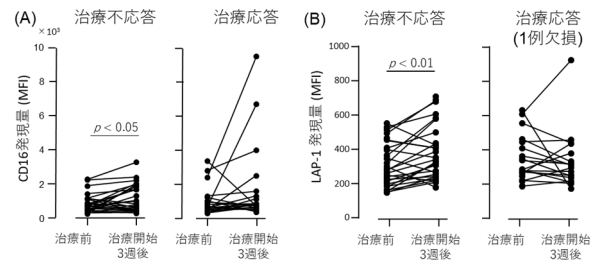 (A)
治療不応答
治療応答
×10³
10
8
6
4
2
0
CD16発現量 (MFI)
p < 0.05
治療前
治療開始
3週後
治療前
治療開始
3週後
(B)
治療不応答
治療応答
(1例欠損)
1000
800
600
400
200
0
LAP-1 発現量 (MFI)
p < 0.01
治療前
治療開始
3週後
治療前
治療開始
3週後